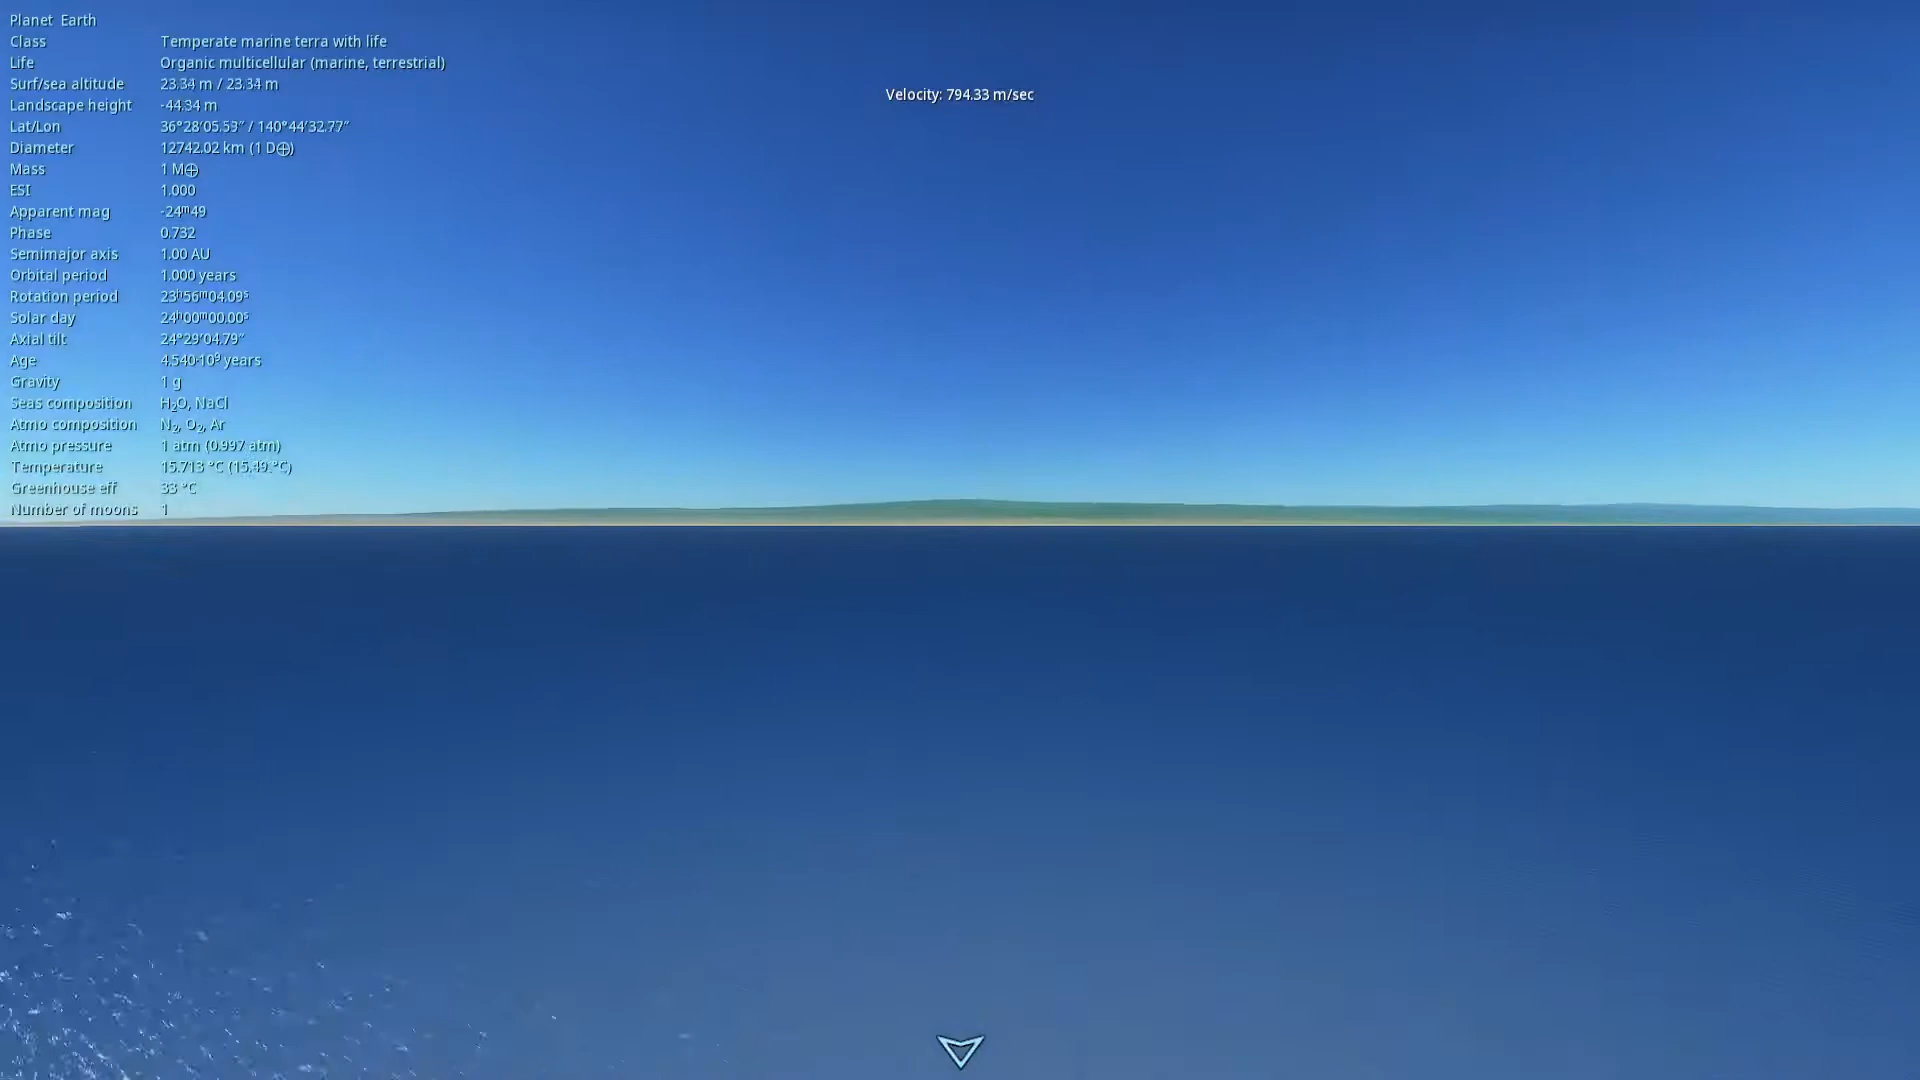 Planet Earth
Class Temperate marine terra with life
Life Organic multicellular (marine, terrestrial)
Surf/sea altitude 23.34 m / 23.34 m
Landscape height -44.34 m
Lat/Lon 36°28′05.59″ / 140°44′32.77″
Diameter 12742.02 km (1 D⊕)
Mass 1 M⊕
ESI 1.000
Apparent mag -24ᵐ49
Phase 0.732
Semimajor axis 1.00 AU
Orbital period 1.000 years
Rotation period 23ʰ56ᵐ04.09ˢ
Solar day 24ʰ00ᵐ00.00ˢ
Axial tilt 24°29′04.79″
Age 4.540·10⁹ years
Gravity 1 g
Seas composition H₂O, NaCl
Atmo composition N₂, O₂, Ar
Atmo pressure 1 atm (0.997 atm)
Temperature 15.713 °C (15.49 °C)
Greenhouse eff 33 °C
Number of moons 1
Velocity: 794.33 m/sec